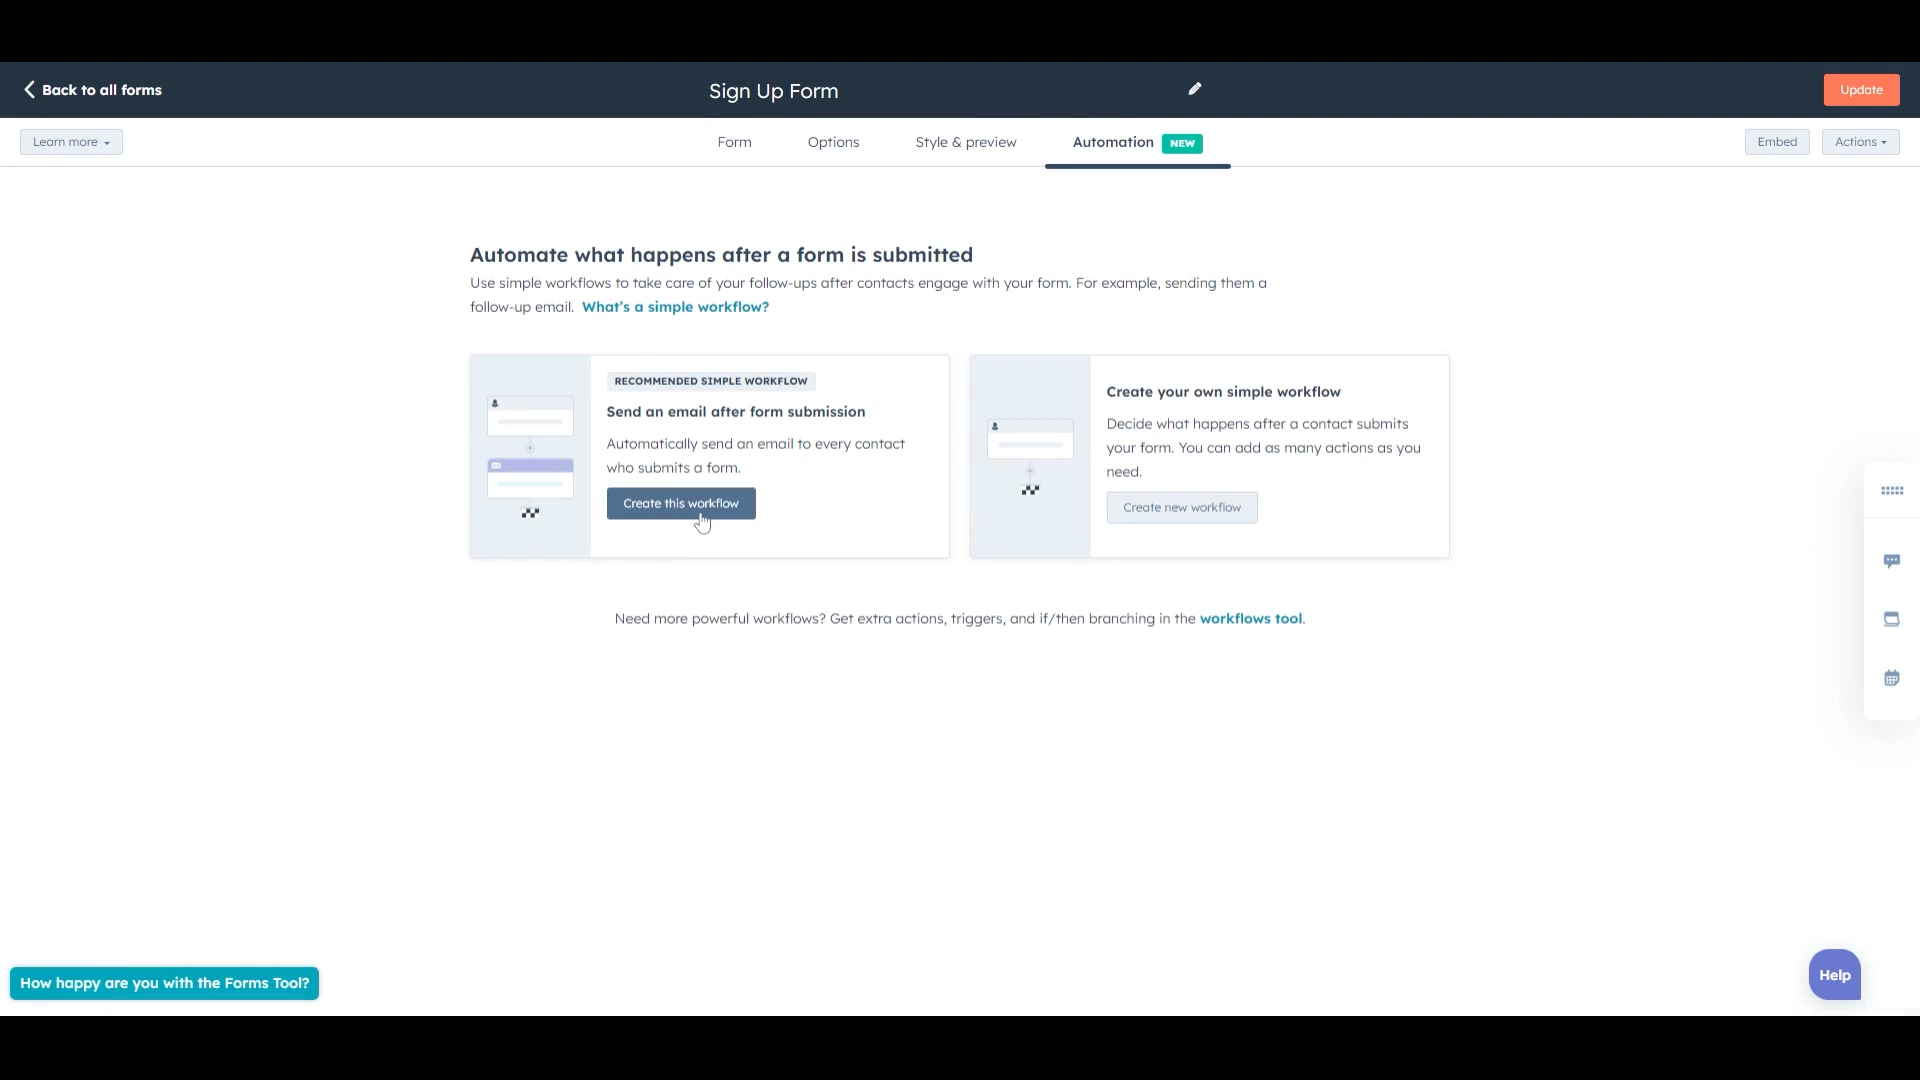 Back to all forms
Sign Up Form
Update
Learn more
Form
Options
Style & preview
Automation NEW
Embed
Actions
Automate what happens after a form is submitted
Use simple workflows to take care of your follow-ups after contacts engage with your form. For example, sending them a
follow-up email. What's a simple workflow?
RECOMMENDED SIMPLE WORKFLOW
Send an email after form submission
Automatically send an email to every contact
who submits a form.
Create this workflow
Create your own simple workflow
Decide what happens after a contact submits
your form. You can add as many actions as you
need.
Create new workflow
Need more powerful workflows? Get extra actions, triggers, and if/then branching in the workflows tool.
How happy are you with the Forms Tool?
Help